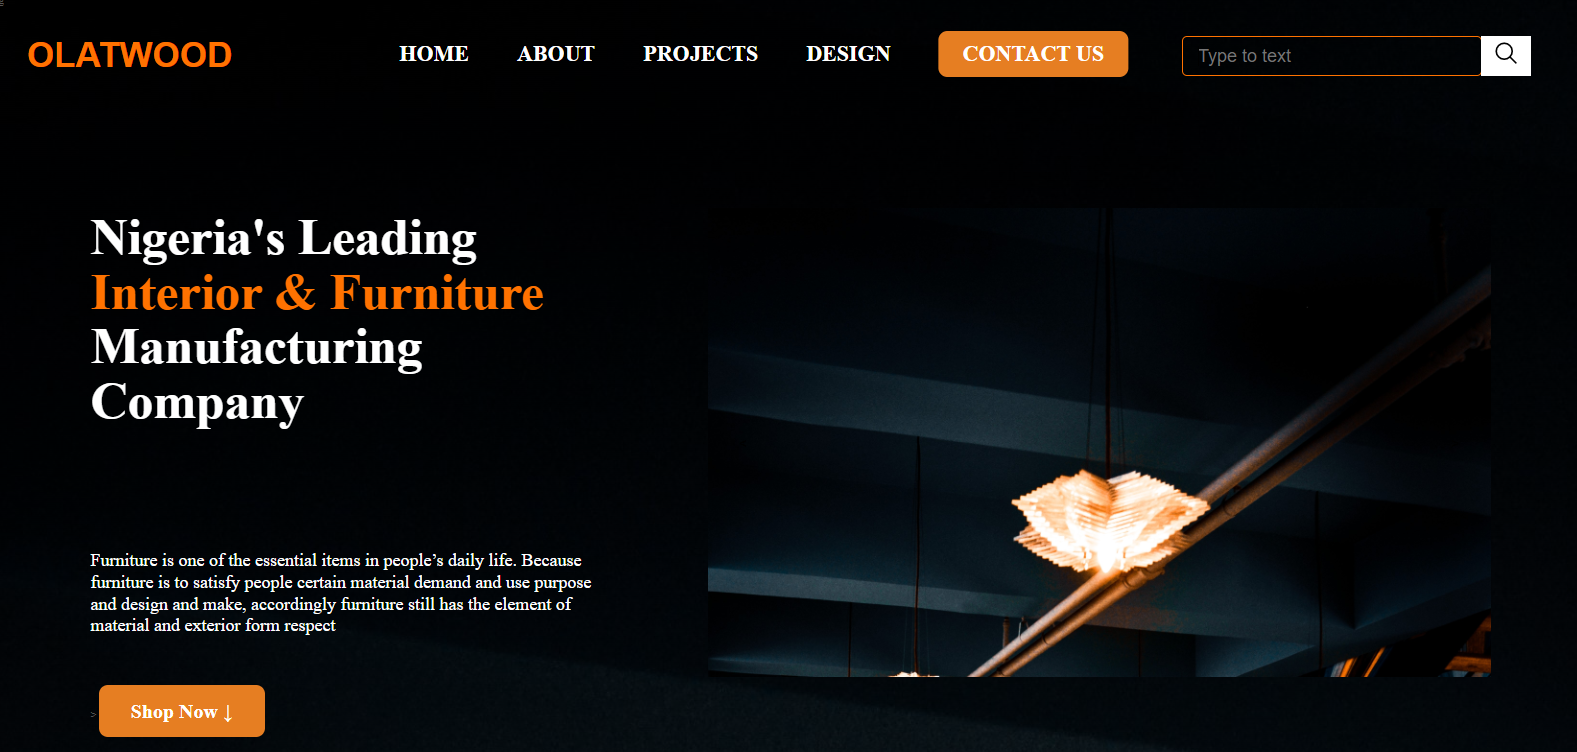 OLATWOOD
HOME ABOUT PROJECTS DESIGN CONTACT US Type to text
Nigeria's Leading
Interior & Furniture
Manufacturing
Company
Furniture is one of the essential items in people’s daily life. Because
furniture is to satisfy people certain material demand and use purpose
and design and make, accordingly furniture still has the element of
material and exterior form respect
> Shop Now ↓